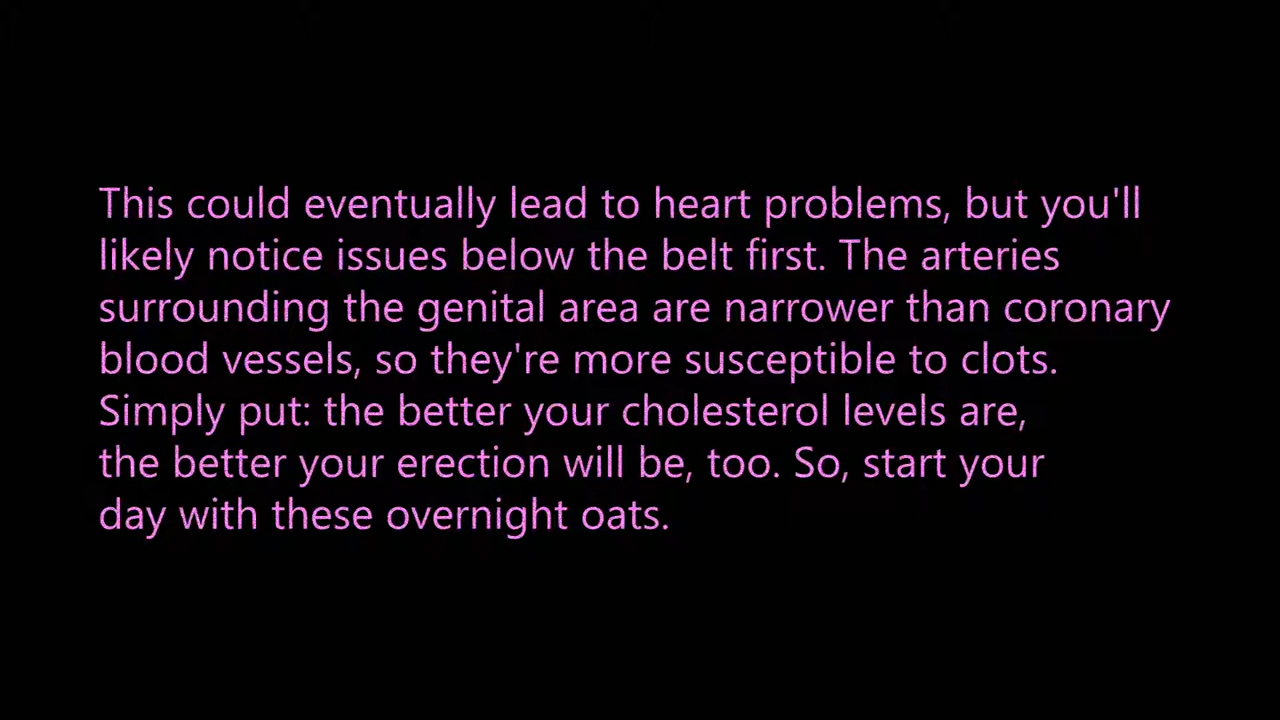 This could eventually lead to heart problems, but you'll
likely notice issues below the belt first. The arteries
surrounding the genital area are narrower than coronary
blood vessels, so they're more susceptible to clots.
Simply put: the better your cholesterol levels are,
the better your erection will be, too. So, start your
day with these overnight oats.